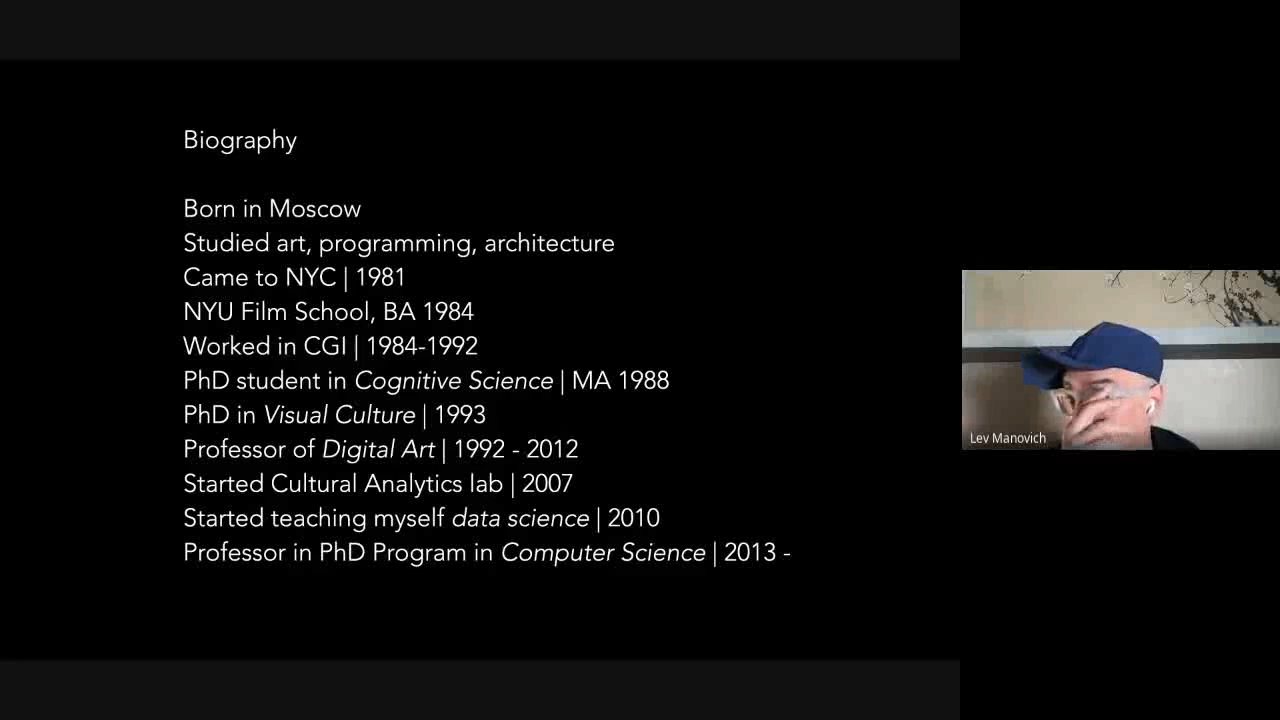 Biography
Born in Moscow
Studied art, programming, architecture
Came to NYC | 1981
NYU Film School, BA 1984
Worked in CGI | 1984-1992
PhD student in Cognitive Science | MA 1988
PhD in Visual Culture | 1993
Professor of Digital Art | 1992 - 2012
Started Cultural Analytics lab | 2007
Started teaching myself data science | 2010
Professor in PhD Program in Computer Science | 2013 -
Lev Manovich